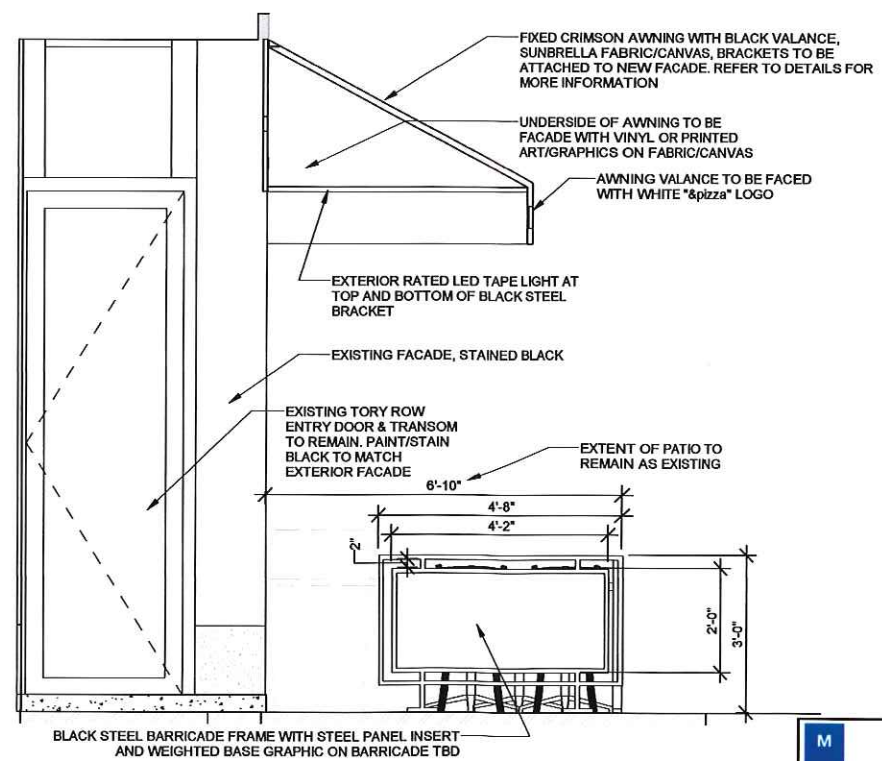 FIXED CRIMSON AWNING WITH BLACK VALANCE,
SUNBRELLA FABRIC/CANVAS, BRACKETS TO BE
ATTACHED TO NEW FACADE. REFER TO DETAILS FOR
MORE INFORMATION
UNDERSIDE OF AWNING TO BE
FACADE WITH VINYL OR PRINTED
ART/GRAPHICS ON FABRIC/CANVAS
AWNING VALANCE TO BE FACED
WITH WHITE "&pizza" LOGO
EXTERIOR RATED LED TAPE LIGHT AT
TOP AND BOTTOM OF BLACK STEEL
BRACKET
EXISTING FACADE, STAINED BLACK
EXISTING TORY ROW
ENTRY DOOR & TRANSOM
TO REMAIN. PAINT/STAIN
BLACK TO MATCH
EXTERIOR FACADE
EXTENT OF PATIO TO
REMAIN AS EXISTING
6'-10"
4'-8"
4'-2"
2"
2'-0"
3'-0"
BLACK STEEL BARRICADE FRAME WITH STEEL PANEL INSERT
AND WEIGHTED BASE GRAPHIC ON BARRICADE TBD
M